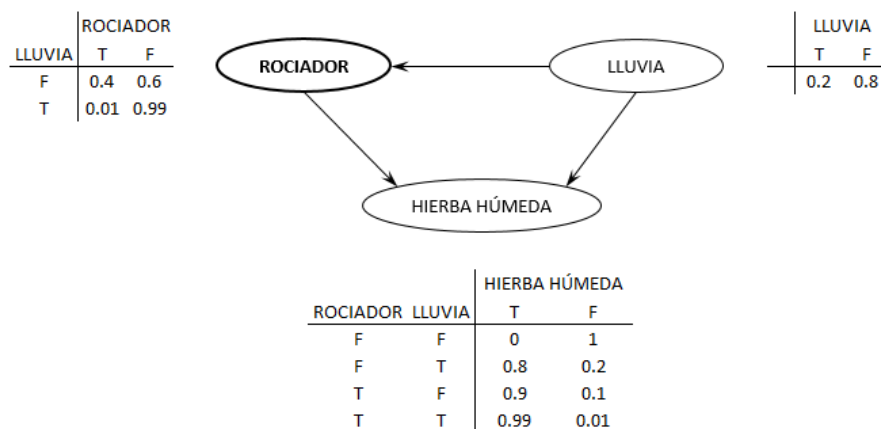 ROCIADOR
LLUVIA T F
F 0.4 0.6
T 0.01 0.99
ROCIADOR
LLUVIA
LLUVIA
T F
0.2 0.8
HIERBA HÚMEDA
HIERBA HÚMEDA
ROCIADOR LLUVIA T F
F F 0 1
F T 0.8 0.2
T F 0.9 0.1
T T 0.99 0.01